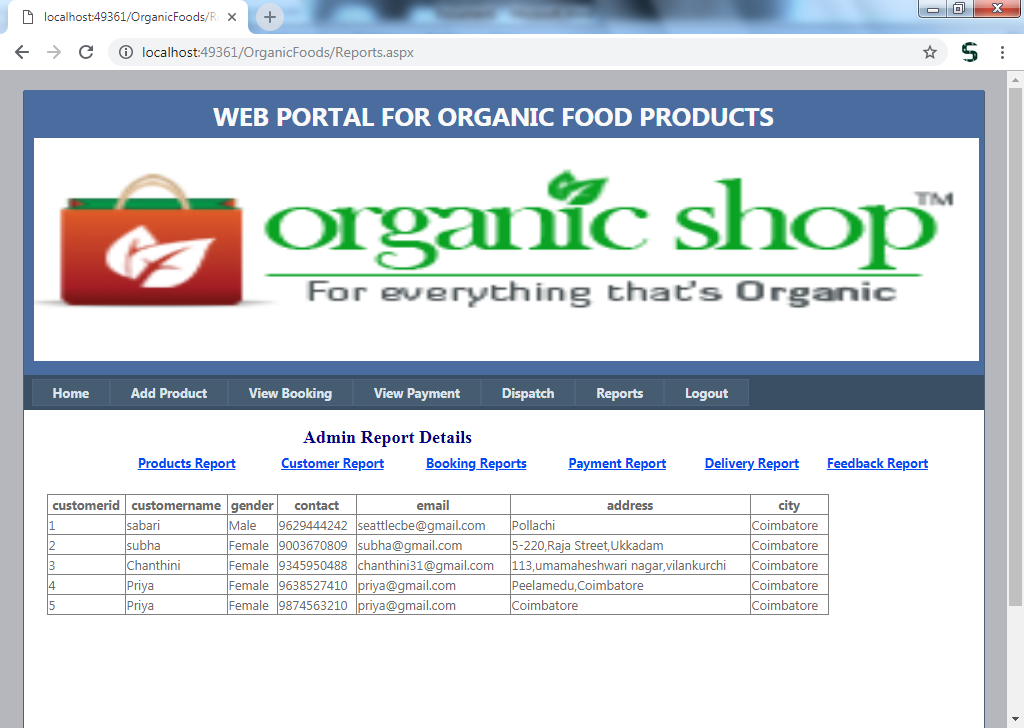 localhost:49361/OrganicFoods/R
localhost:49361/OrganicFoods/Reports.aspx
WEB PORTAL FOR ORGANIC FOOD PRODUCTS
organic shop™
For everything that's Organic
Home Add Product View Booking View Payment Dispatch Reports Logout
Admin Report Details
Products Report Customer Report Booking Reports Payment Report Delivery Report Feedback Report
customerid customername gender contact email address city
1 sabari Male 9629444242 seattlecbe@gmail.com Pollachi Coimbatore
2 subha Female 9003670809 subha@gmail.com 5-220,Raja Street,Ukkadam Coimbatore
3 Chanthini Female 9345950488 chanthini31@gmail.com 113,umamaheshwari nagar,vilankurchi Coimbatore
4 Priya Female 9638527410 priya@gmail.com Peelamedu,Coimbatore Coimbatore
5 Priya Female 9874563210 priya@gmail.com Coimbatore Coimbatore